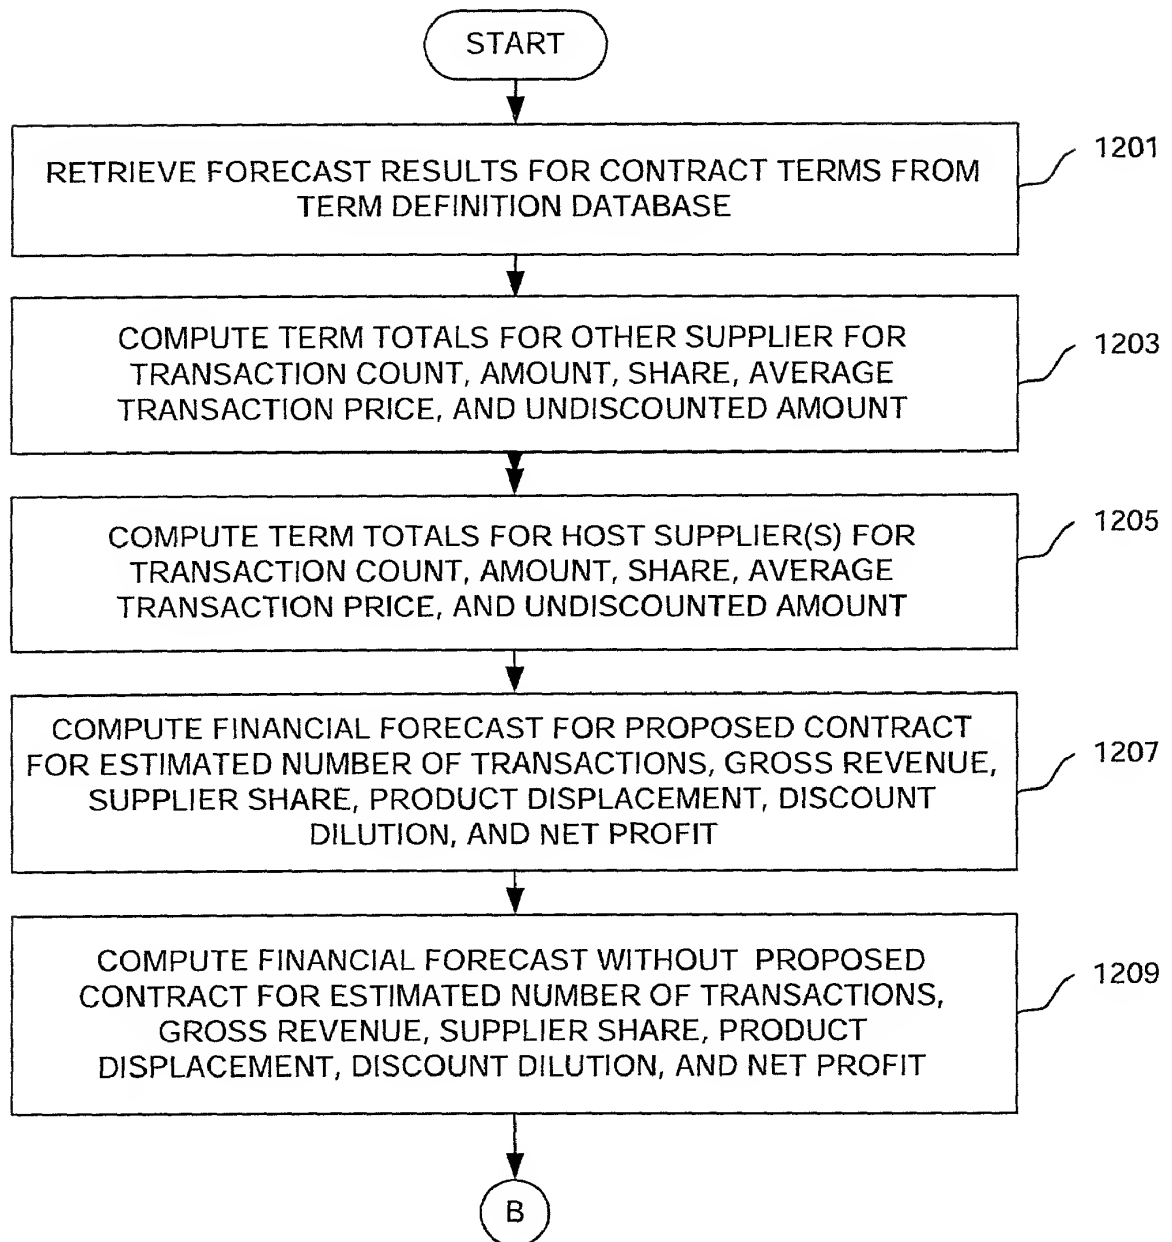 START
RETRIEVE FORECAST RESULTS FOR CONTRACT TERMS FROM
TERM DEFINITION DATABASE
1201
COMPUTE TERM TOTALS FOR OTHER SUPPLIER FOR
TRANSACTION COUNT, AMOUNT, SHARE, AVERAGE
TRANSACTION PRICE, AND UNDISCOUNTED AMOUNT
1203
COMPUTE TERM TOTALS FOR HOST SUPPLIER(S) FOR
TRANSACTION COUNT, AMOUNT, SHARE, AVERAGE
TRANSACTION PRICE, AND UNDISCOUNTED AMOUNT
1205
COMPUTE FINANCIAL FORECAST FOR PROPOSED CONTRACT
FOR ESTIMATED NUMBER OF TRANSACTIONS, GROSS REVENUE,
SUPPLIER SHARE, PRODUCT DISPLACEMENT, DISCOUNT
DILUTION, AND NET PROFIT
1207
COMPUTE FINANCIAL FORECAST WITHOUT PROPOSED
CONTRACT FOR ESTIMATED NUMBER OF TRANSACTIONS,
GROSS REVENUE, SUPPLIER SHARE, PRODUCT
DISPLACEMENT, DISCOUNT DILUTION, AND NET PROFIT
1209
B